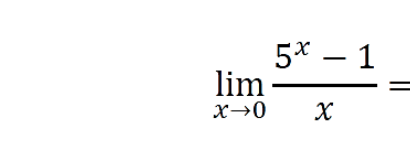 lim x→0 (5^x − 1)/x =